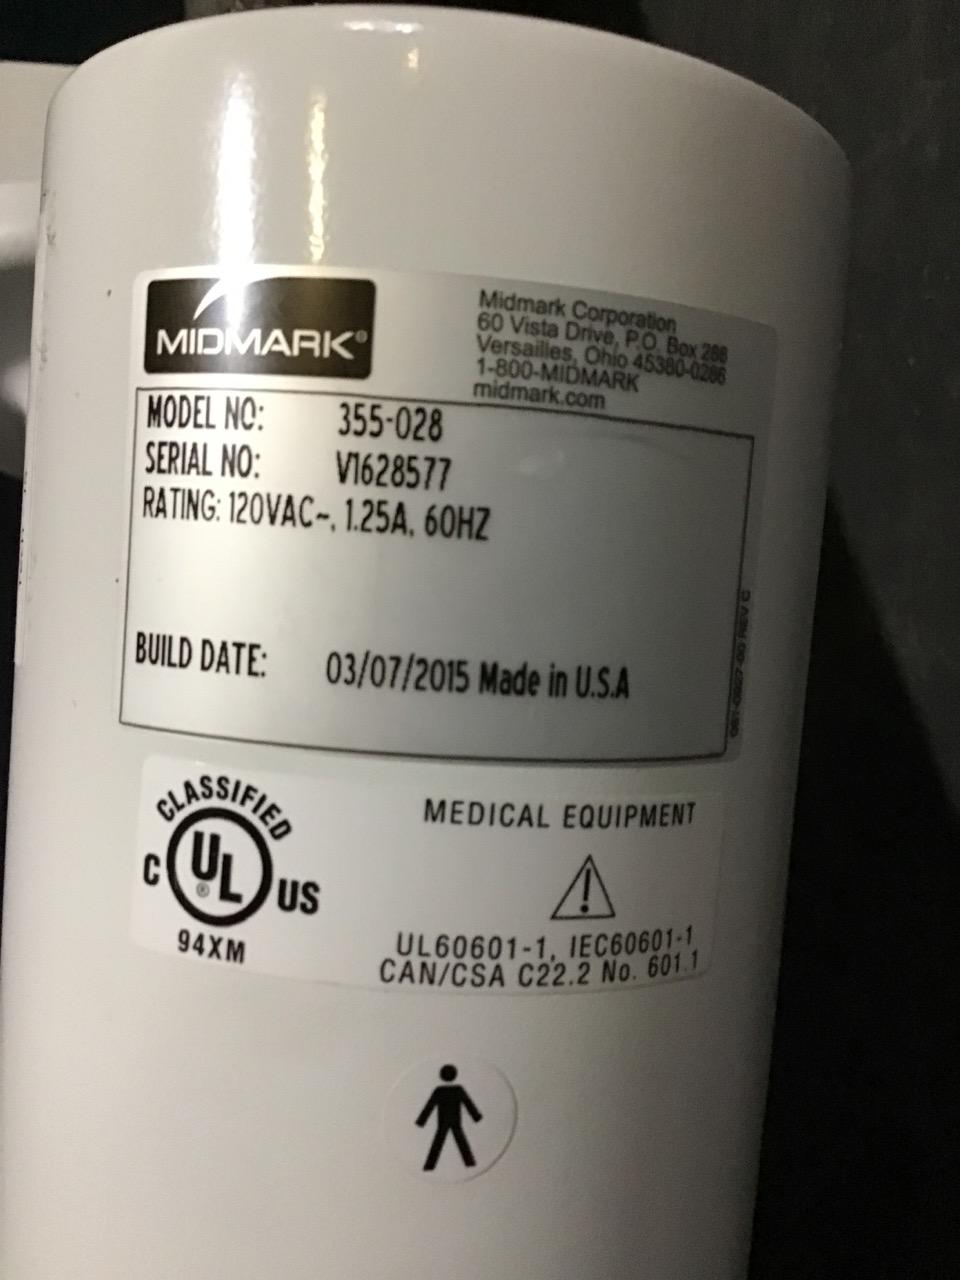 MIDMARK®
Midmark Corporation
60 Vista Drive, P.O. Box 286
Versailles, Ohio 45380-0286
1-800-MIDMARK
midmark.com
MODEL NO: 355-028
SERIAL NO: V1628577
RATING: 120VAC~, 1.25A, 60HZ
BUILD DATE: 03/07/2015 Made in U.S.A
REV C
CLASSIFIED
C UL® US
94XM
MEDICAL EQUIPMENT
UL60601-1, IEC60601-1
CAN/CSA C22.2 No. 601.1